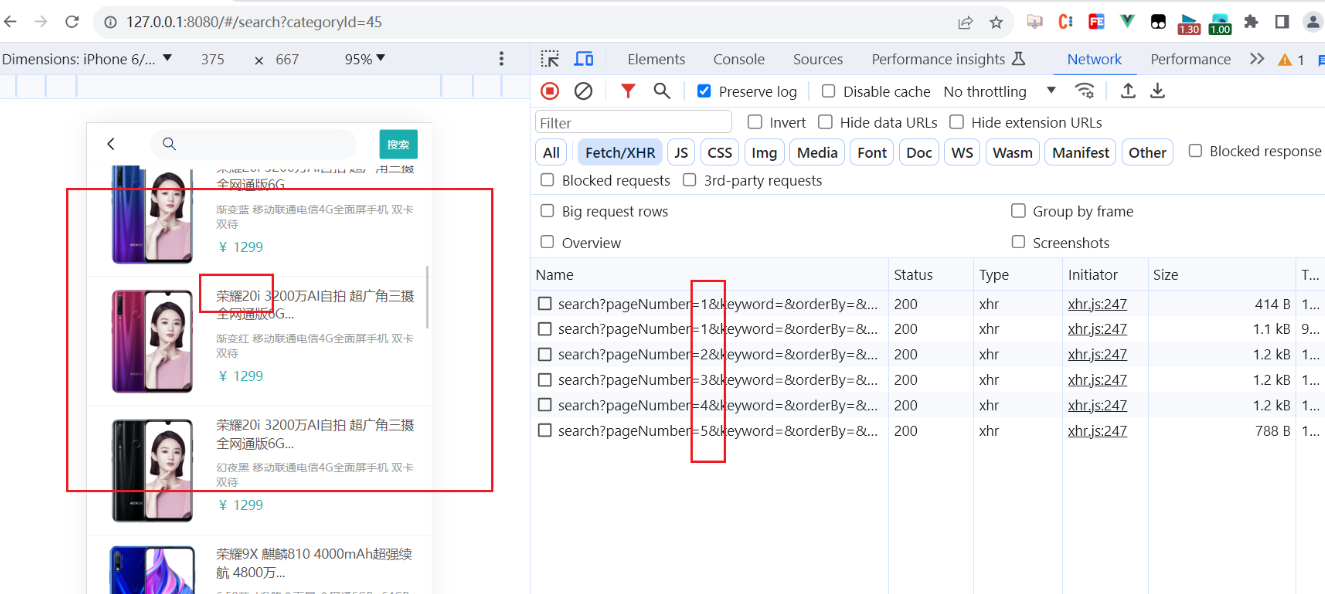 127.0.0.1:8080/#/search?categoryId=45
1.30
1.00
Dimensions: iPhone 6/... ▼ 375 × 667 95% ▼
Elements Console Sources Performance insights Network Performance 1
Preserve log Disable cache No throttling ▼
Filter Invert Hide data URLs Hide extension URLs
All Fetch/XHR JS CSS Img Media Font Doc WS Wasm Manifest Other Blocked response
Blocked requests 3rd-party requests
Big request rows Group by frame
Overview Screenshots
Name Status Type Initiator Size T...
search?pageNumber=1&keyword=&orderBy=&... 200 xhr xhr.js:247 414 B 1...
search?pageNumber=1&keyword=&orderBy=&... 200 xhr xhr.js:247 1.1 kB 9...
search?pageNumber=2&keyword=&orderBy=&... 200 xhr xhr.js:247 1.2 kB 1...
search?pageNumber=3&keyword=&orderBy=&... 200 xhr xhr.js:247 1.2 kB 1...
search?pageNumber=4&keyword=&orderBy=&... 200 xhr xhr.js:247 1.2 kB 1...
search?pageNumber=5&keyword=&orderBy=&... 200 xhr xhr.js:247 788 B 1...
搜索
荣耀20i 3200万AI自拍 超广角三摄
全网通版6G...
渐变蓝 移动联通电信4G全面屏手机 双卡
双待
￥ 1299
荣耀20i 3200万AI自拍 超广角三摄
全网通版6G...
渐变红 移动联通电信4G全面屏手机 双卡
双待
￥ 1299
荣耀20i 3200万AI自拍 超广角三摄
全网通版6G...
幻夜黑 移动联通电信4G全面屏手机 双卡
双待
￥ 1299
荣耀9X 麒麟810 4000mAh超强续
航 4800万...